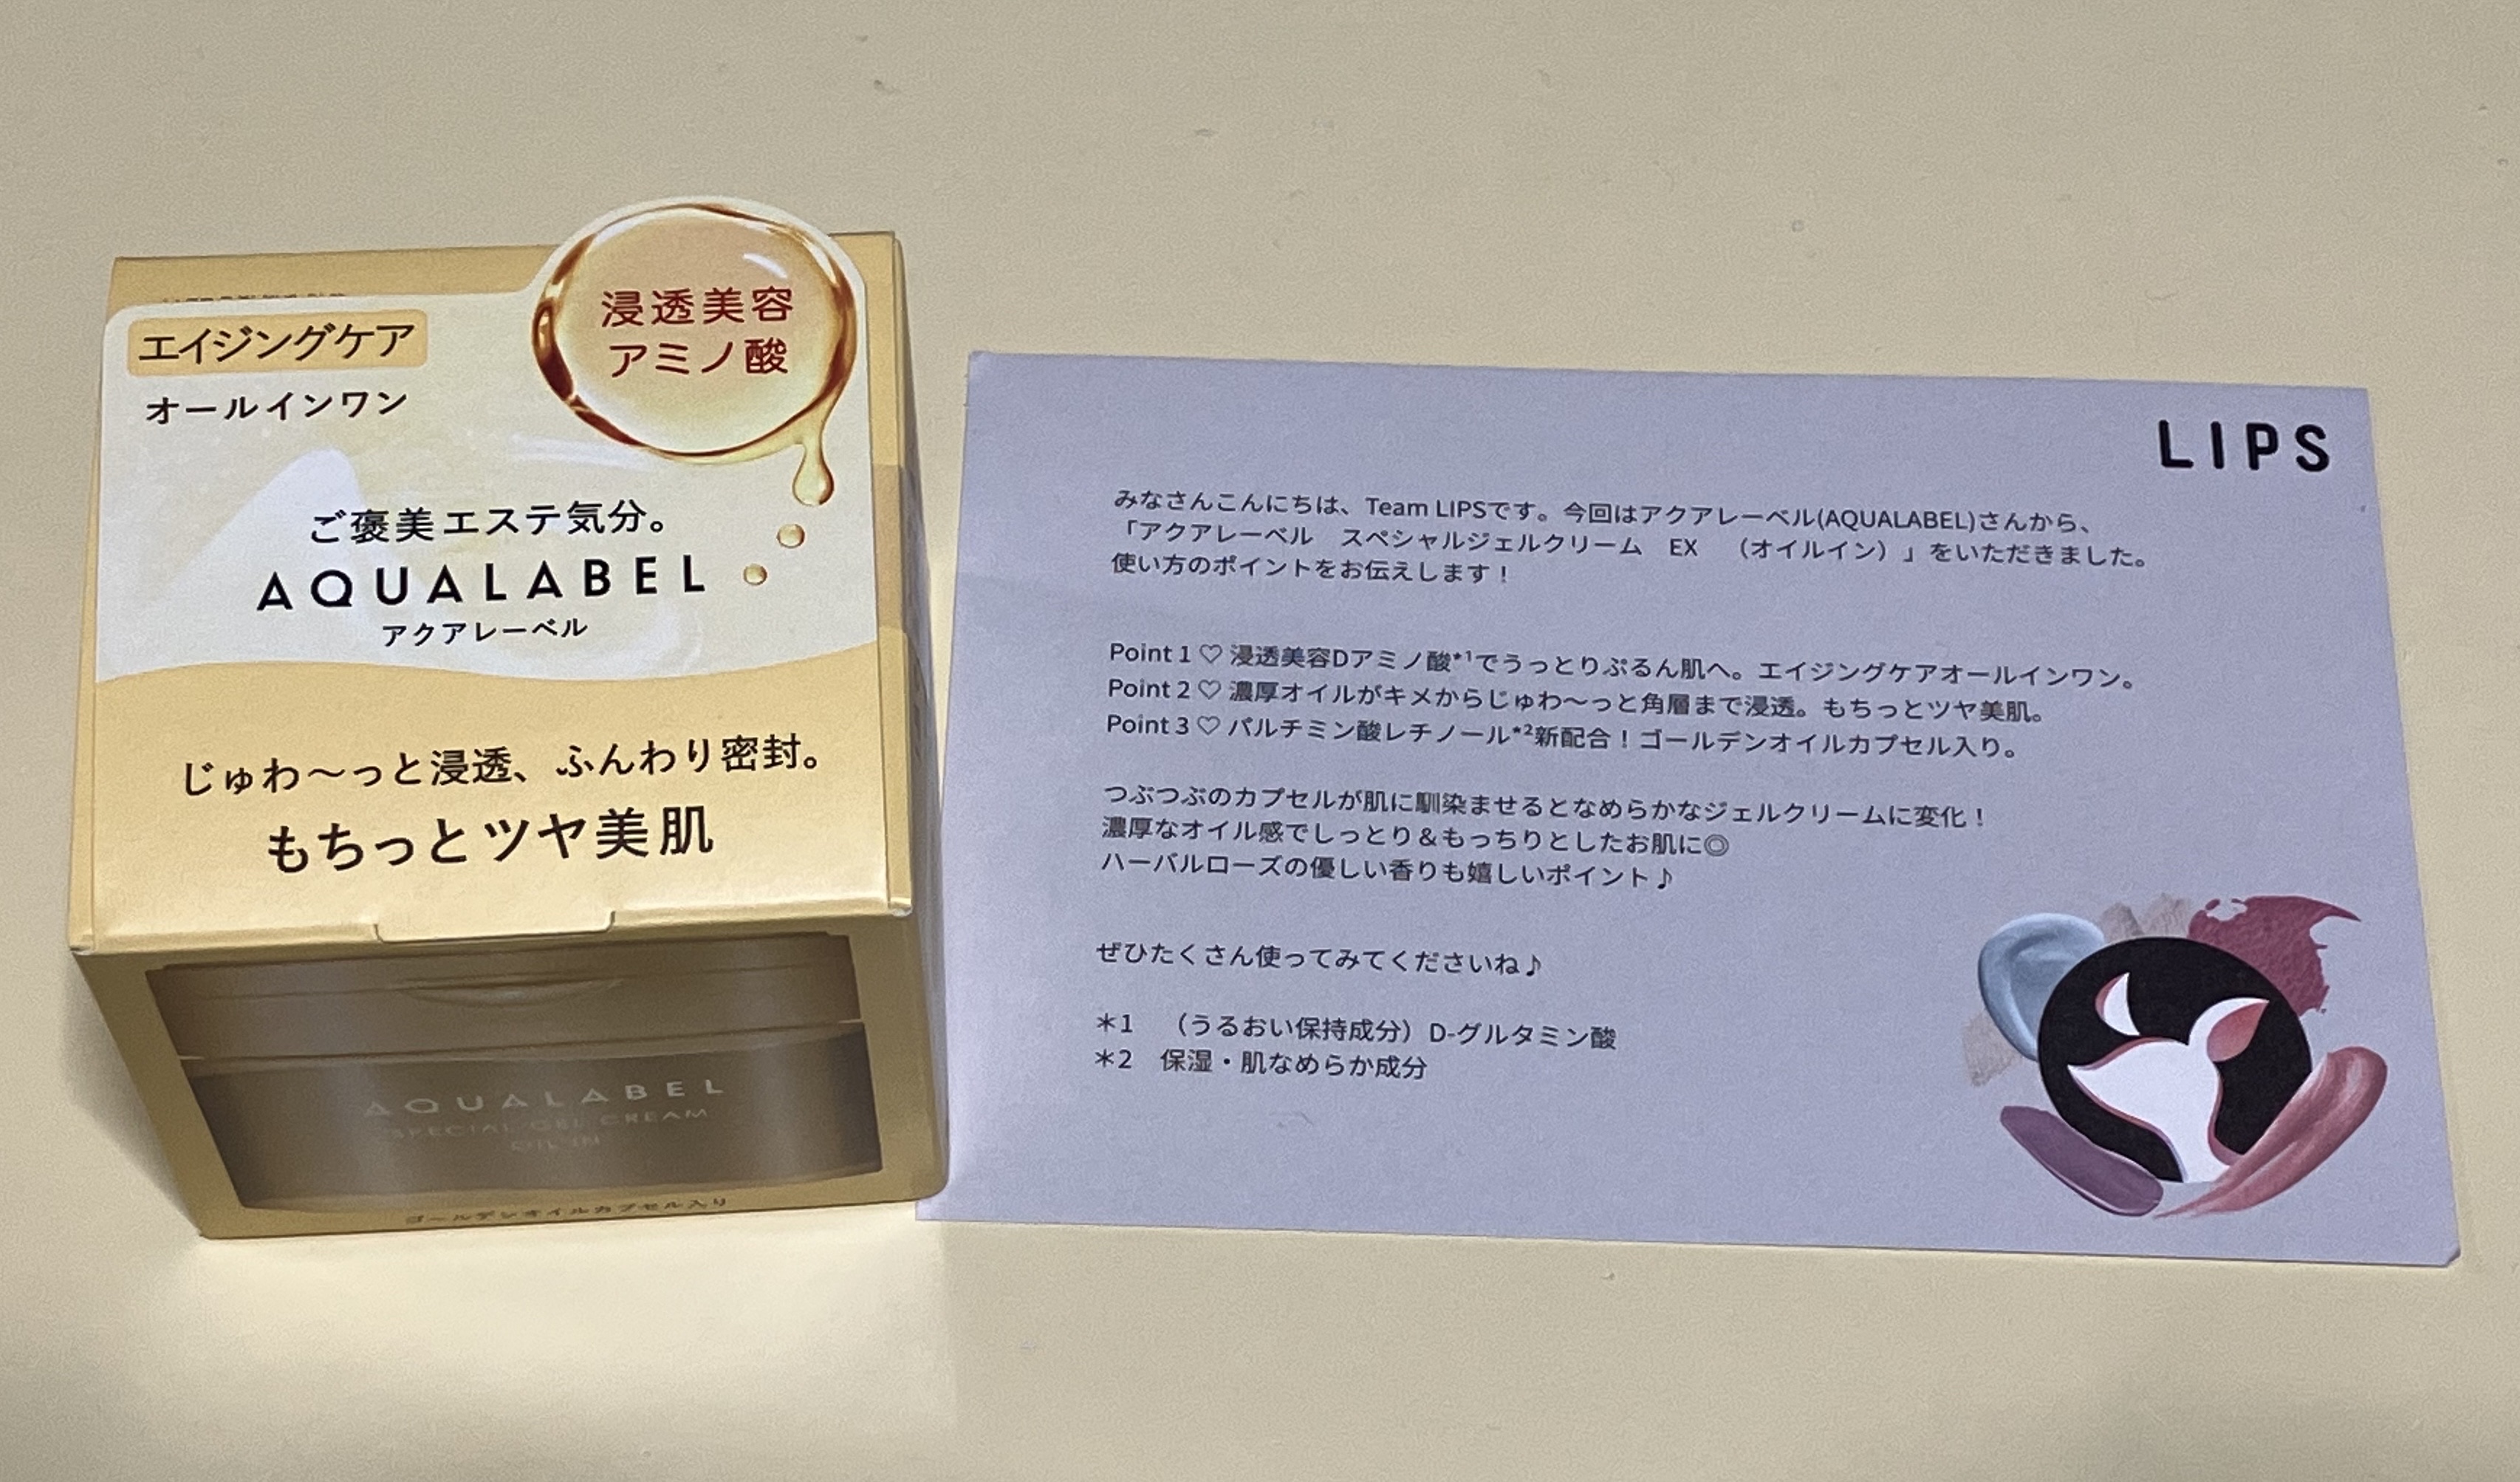 エイジングケア
オールインワン
浸透美容
アミノ酸
ご褒美エステ気分。
AQUALABEL
アクアレーベル
じゅわ〜っと浸透、ふんわり密封。
もちっとツヤ美肌
AQUALABEL
SPECIAL GEL CREAM
OIL IN
ゴールデンオイルカプセル入り
LIPS
みなさんこんにちは、Team LIPSです。今回はアクアレーベル(AQUALABEL)さんから、
「アクアレーベル　スペシャルジェルクリーム　EX　（オイルイン）」をいただきました。
使い方のポイントをお伝えします！
Point 1 ♡ 浸透美容Dアミノ酸*¹でうっとりぷるん肌へ。エイジングケアオールインワン。
Point 2 ♡ 濃厚オイルがキメからじゅわ〜っと角層まで浸透。もちっとツヤ美肌。
Point 3 ♡ パルチミン酸レチノール*²新配合！ゴールデンオイルカプセル入り。
つぶつぶのカプセルが肌に馴染ませるとなめらかなジェルクリームに変化！
濃厚なオイル感でしっとり＆もっちりとしたお肌に◎
ハーバルローズの優しい香りも嬉しいポイント♪
ぜひたくさん使ってみてくださいね♪
＊1　（うるおい保持成分）D-グルタミン酸
＊2　保湿・肌なめらか成分